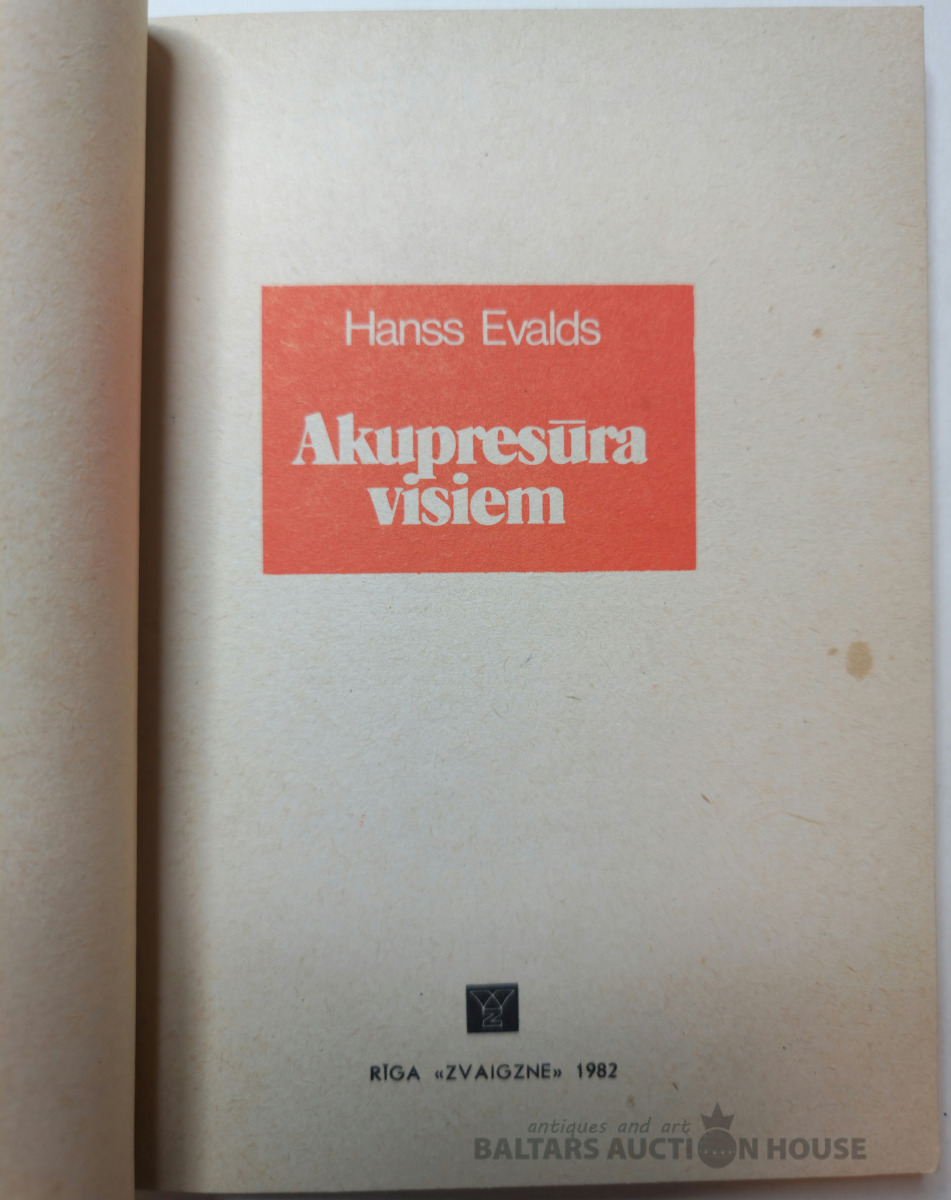 Hanss Evalds
Akupresūra
visiem
RĪGA «ZVAIGZNE» 1982
antiques and art
BALTARS AUCTION HOUSE